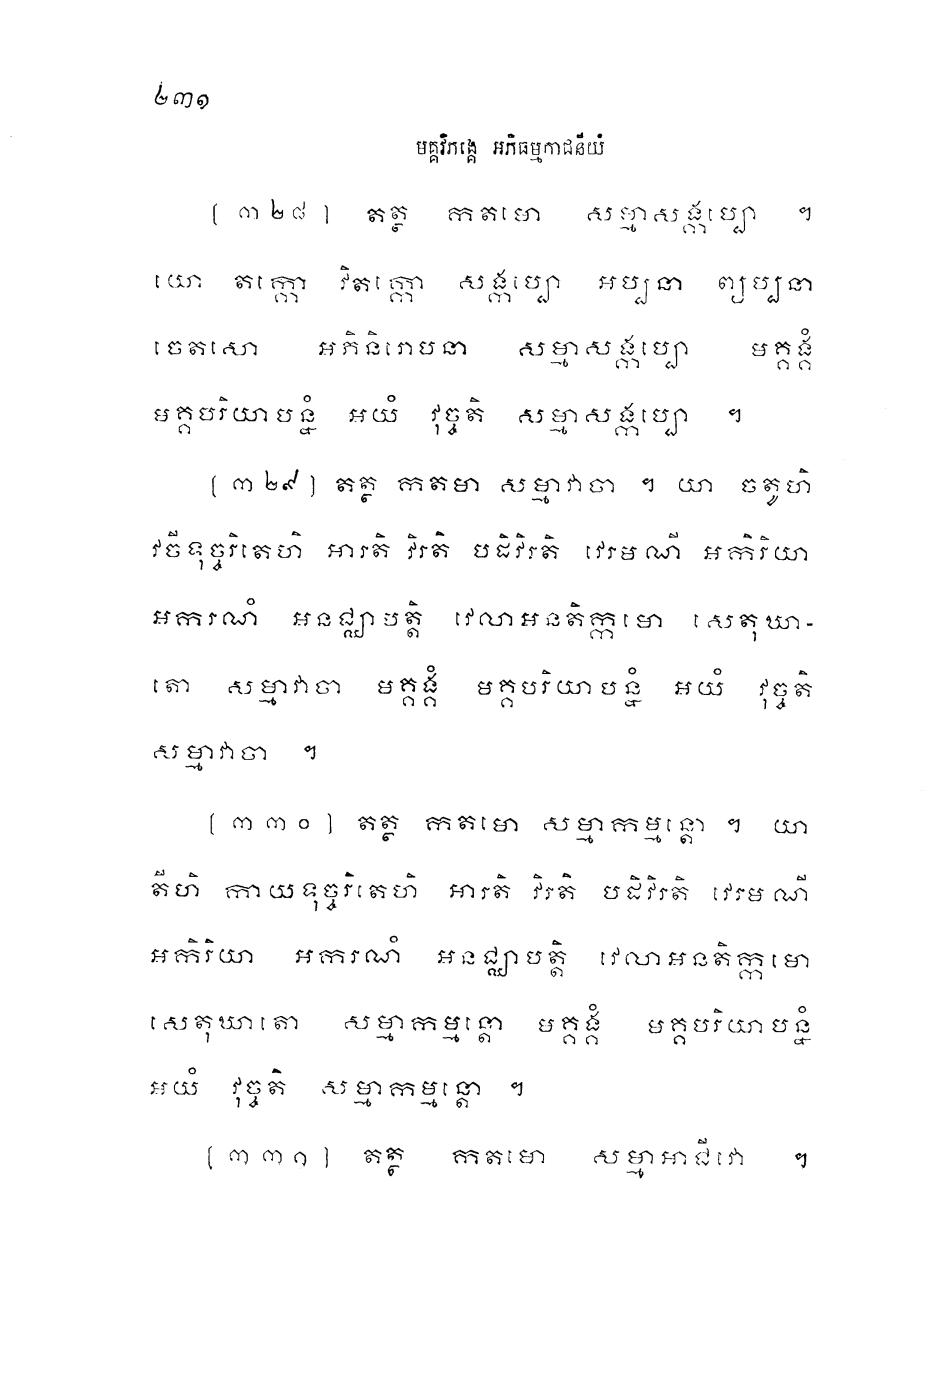 ២៣១
មគ្គវិភង្គេ អភិធម្មកាជនីយំ
[ ៣២៨ ] តត្ថ កតមោ សម្មាសង្កប្បោ ។
យោ តក្កោ វិតក្កោ សង្កប្បោ អប្បនា ព្យប្បនា
ចេតសោ អភិនិរោបនា សម្មាសង្កប្បោ មគ្គង្គំ
មគ្គបរិយាបន្នំ អយំ វុច្ចតិ សម្មាសង្កប្បោ ។
[ ៣២៩ ] តត្ថ កតមា សម្មាវាចា ។ យា ចតូហិ
វចីទុច្ចរិតេហិ អារតិ វិរតិ បដិវិរតិ វេរមណី អកិរិយា
អករណំ អនជ្ឈាបត្តិ វេលាអនតិក្កមោ សេតុឃា-
តោ សម្មាវាចា មគ្គង្គំ មគ្គបរិយាបន្នំ អយំ វុច្ចតិ
សម្មាវាចា ។
[ ៣៣០ ] តត្ថ កតមោ សម្មាកម្មន្តោ ។ យា
តីហិ កាយទុច្ចរិតេហិ អារតិ វិរតិ បដិវិរតិ វេរមណី
អកិរិយា អករណំ អនជ្ឈាបត្តិ វេលាអនតិក្កមោ
សេតុឃាតោ សម្មាកម្មន្តោ មគ្គង្គំ មគ្គបរិយាបន្នំ
អយំ វុច្ចតិ សម្មាកម្មន្តោ ។
[ ៣៣១ ] តត្ថ កតមោ សម្មាអាជីវោ ។